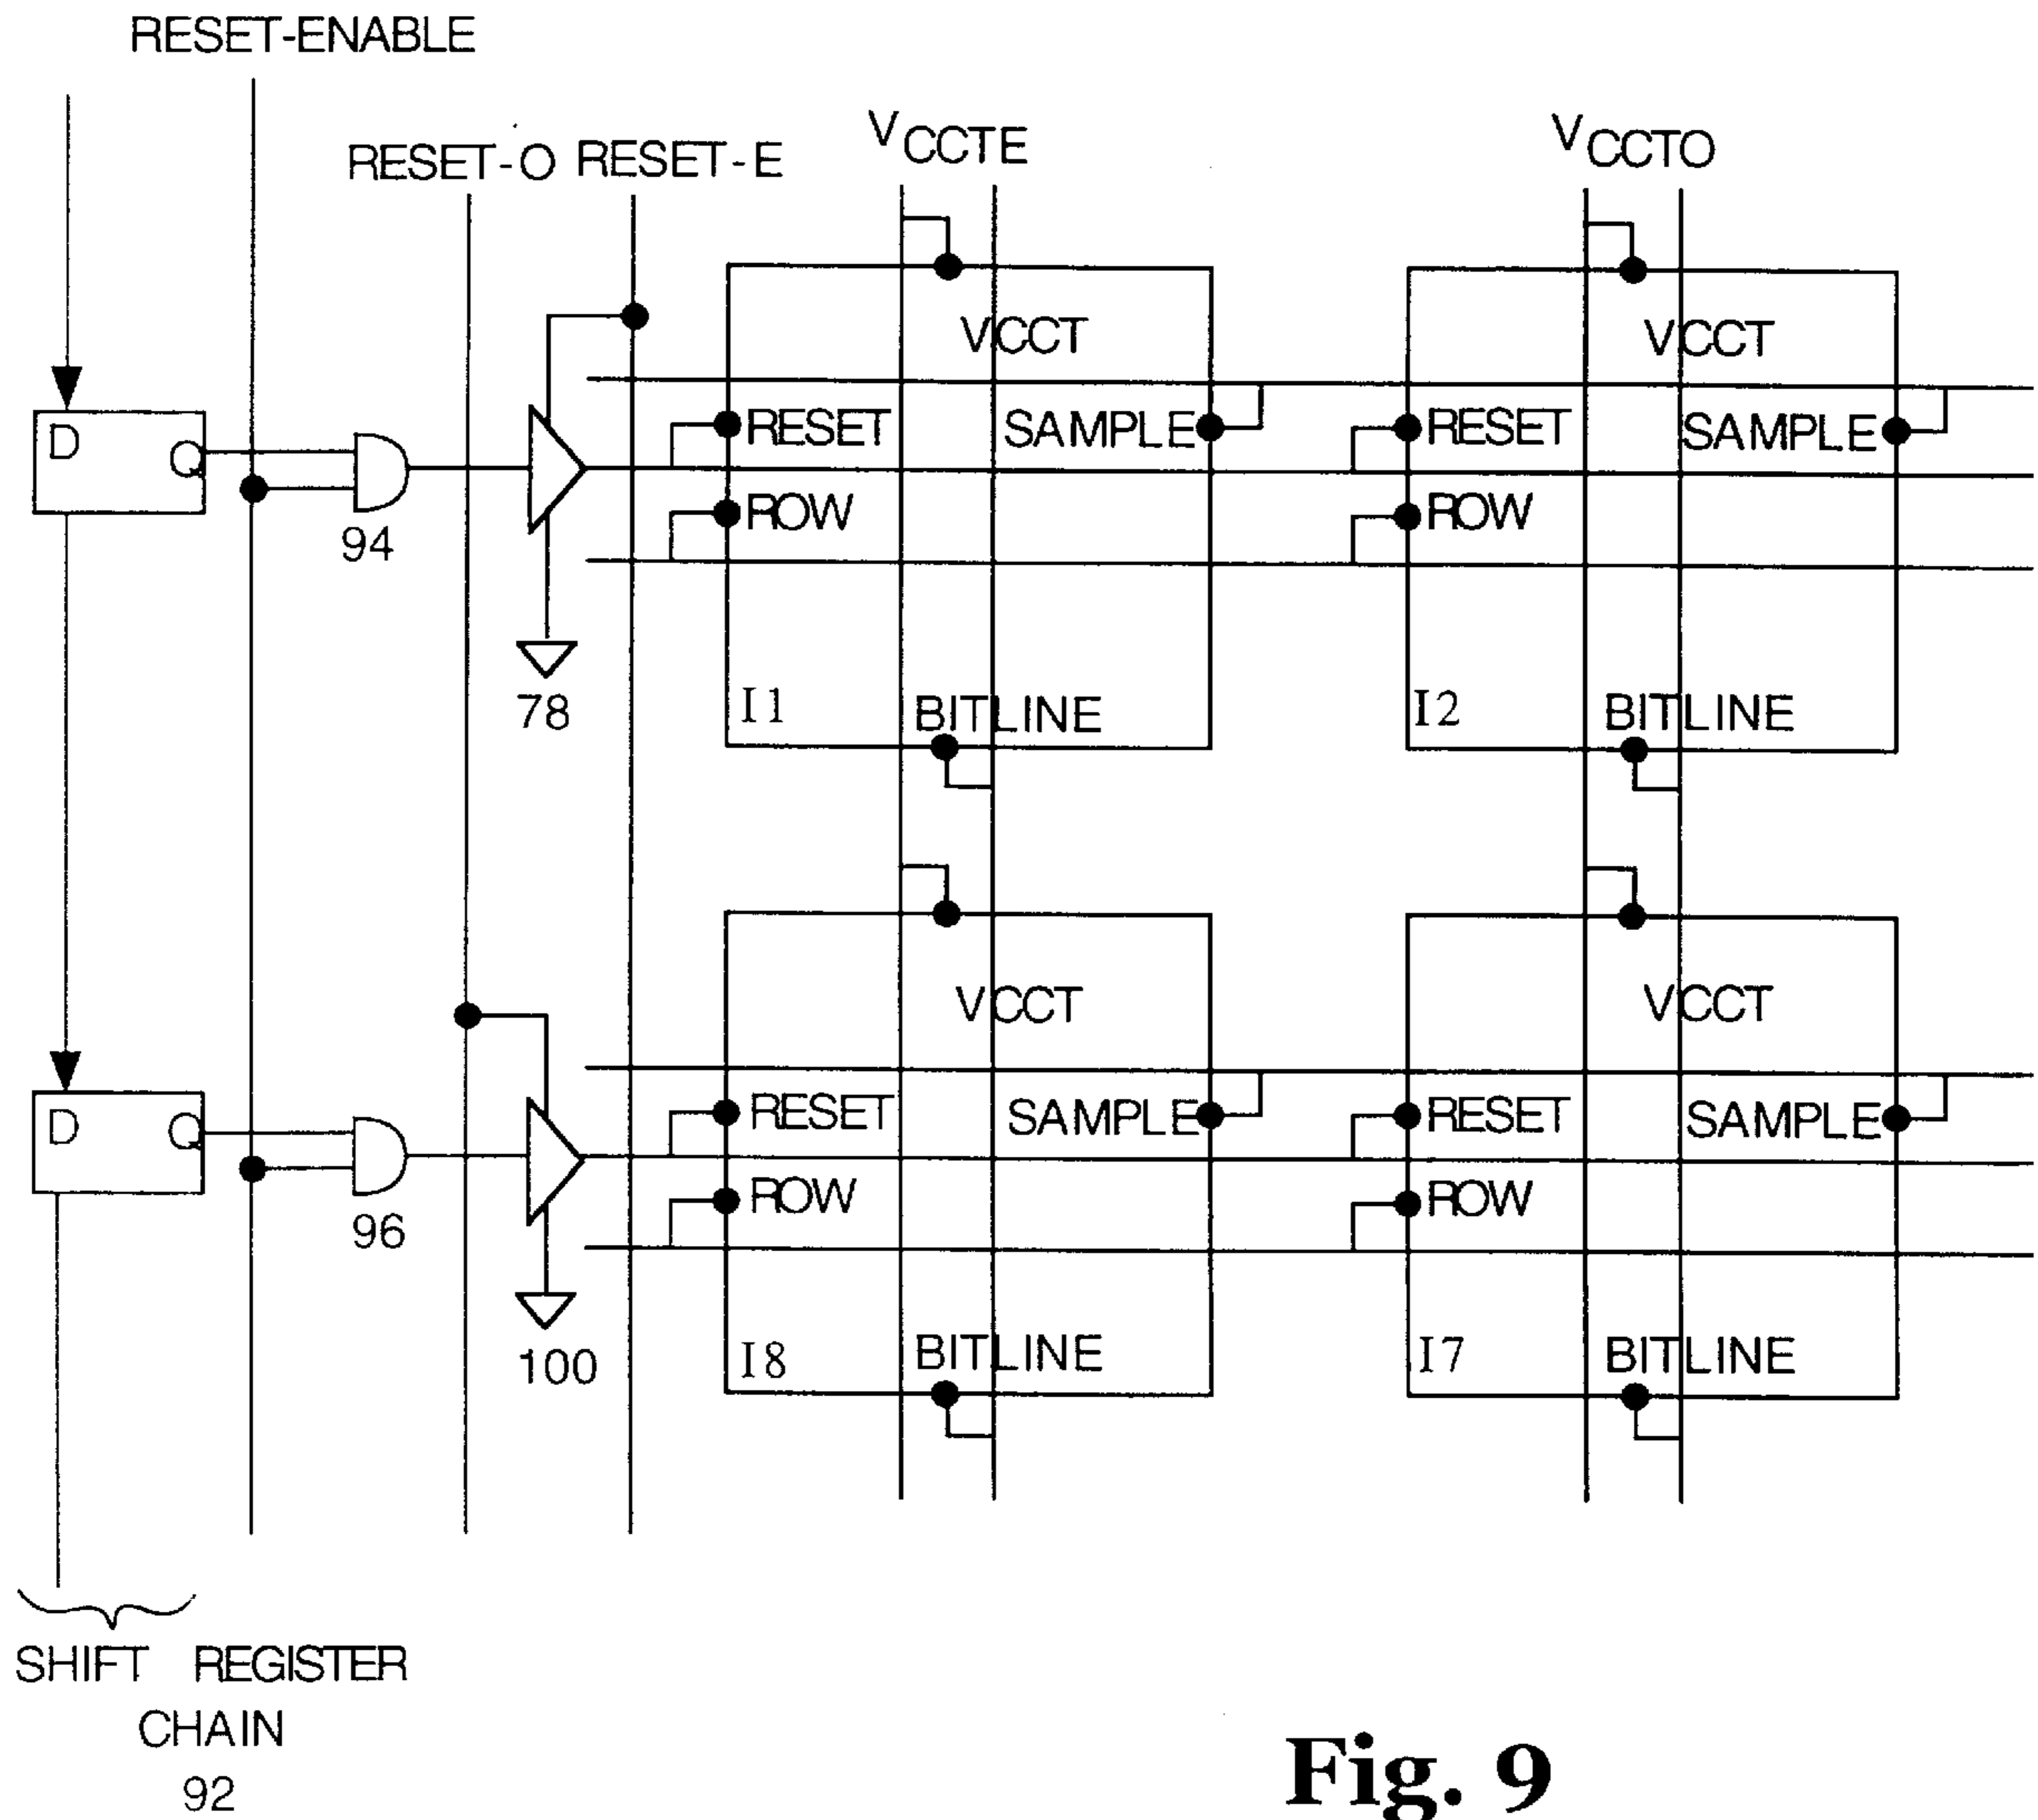 RESET-ENABLE
RESET-O RESET-E
VCCTE
VCCTO
VCCT
VCCT
D
Q
RESET
SAMPLE
RESET
SAMPLE
ROW
ROW
94
78
I1
BITLINE
I2
BITLINE
VCCT
VCCT
D
Q
RESET
SAMPLE
RESET
SAMPLE
ROW
ROW
96
100
I8
BITLINE
I7
BITLINE
SHIFT REGISTER
CHAIN
92
Fig. 9